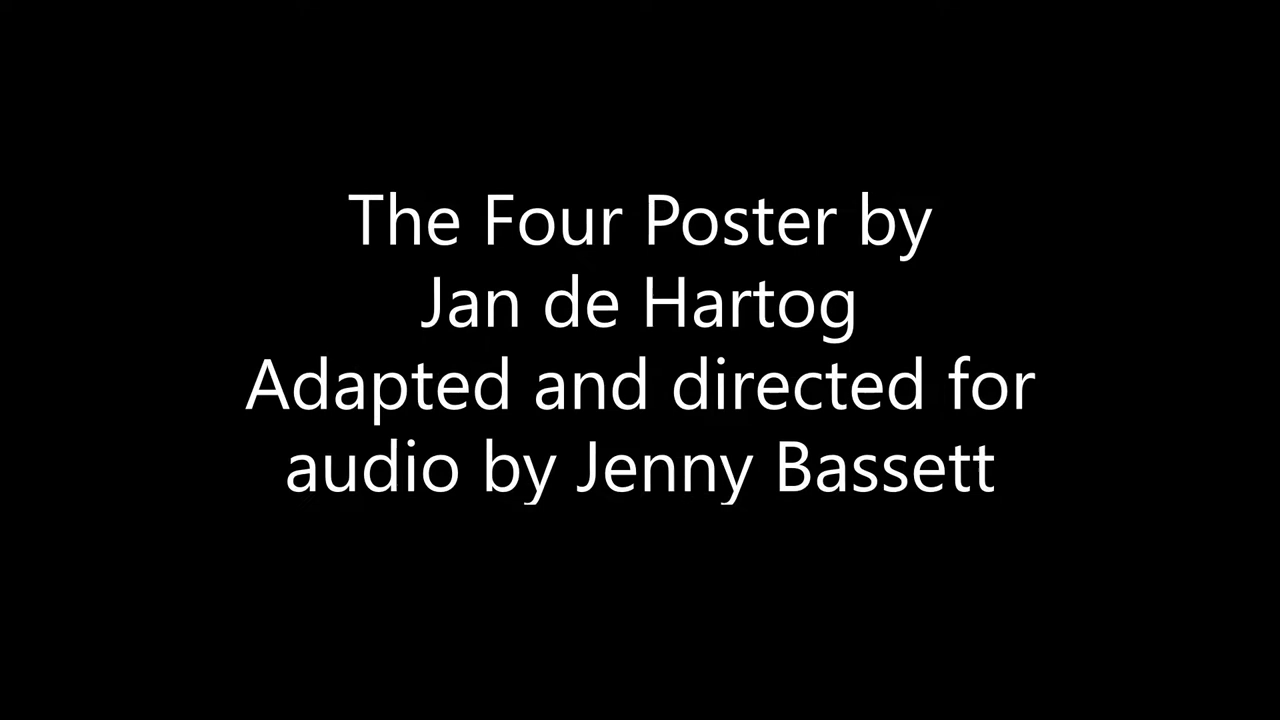 The Four Poster by
Jan de Hartog
Adapted and directed for
audio by Jenny Bassett